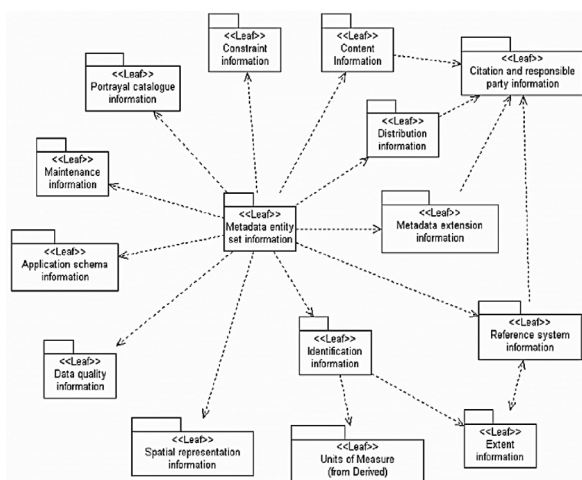 <<Leaf>>
Constraint
information
<<Leaf>>
Content
Information
<<Leaf>>
Citation and responsible
party information
<<Leaf>>
Portrayal catalogue
information
<<Leaf>>
Distribution
information
<<Leaf>>
Maintenance
information
<<Leaf>>
Metadata entity
set information
<<Leaf>>
Metadata extension
information
<<Leaf>>
Application schema
information
<<Leaf>>
Reference system
information
<<Leaf>>
Identification
information
<<Leaf>>
Data quality
information
<<Leaf>>
Spatial representation
information
<<Leaf>>
Units of Measure
(from Derived)
<<Leaf>>
Extent
information